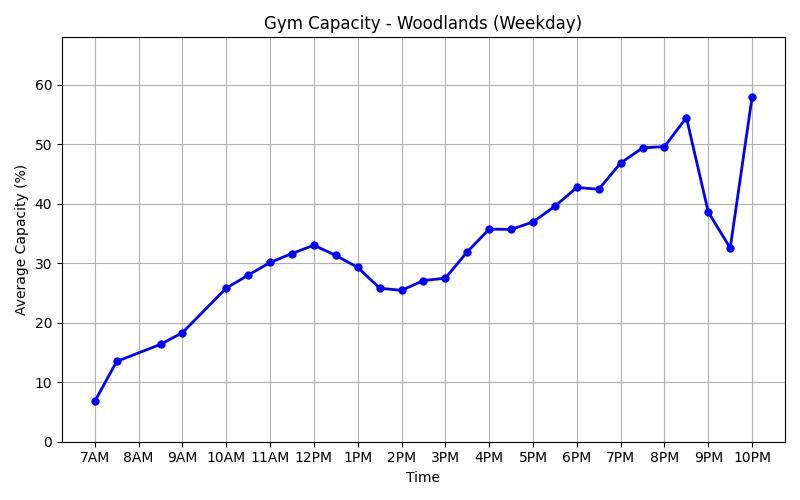 Gym Capacity - Woodlands (Weekday)
Average Capacity (%)
60
50
40
30
20
10
0
7AM 8AM 9AM 10AM 11AM 12PM 1PM 2PM 3PM 4PM 5PM 6PM 7PM 8PM 9PM 10PM
Time